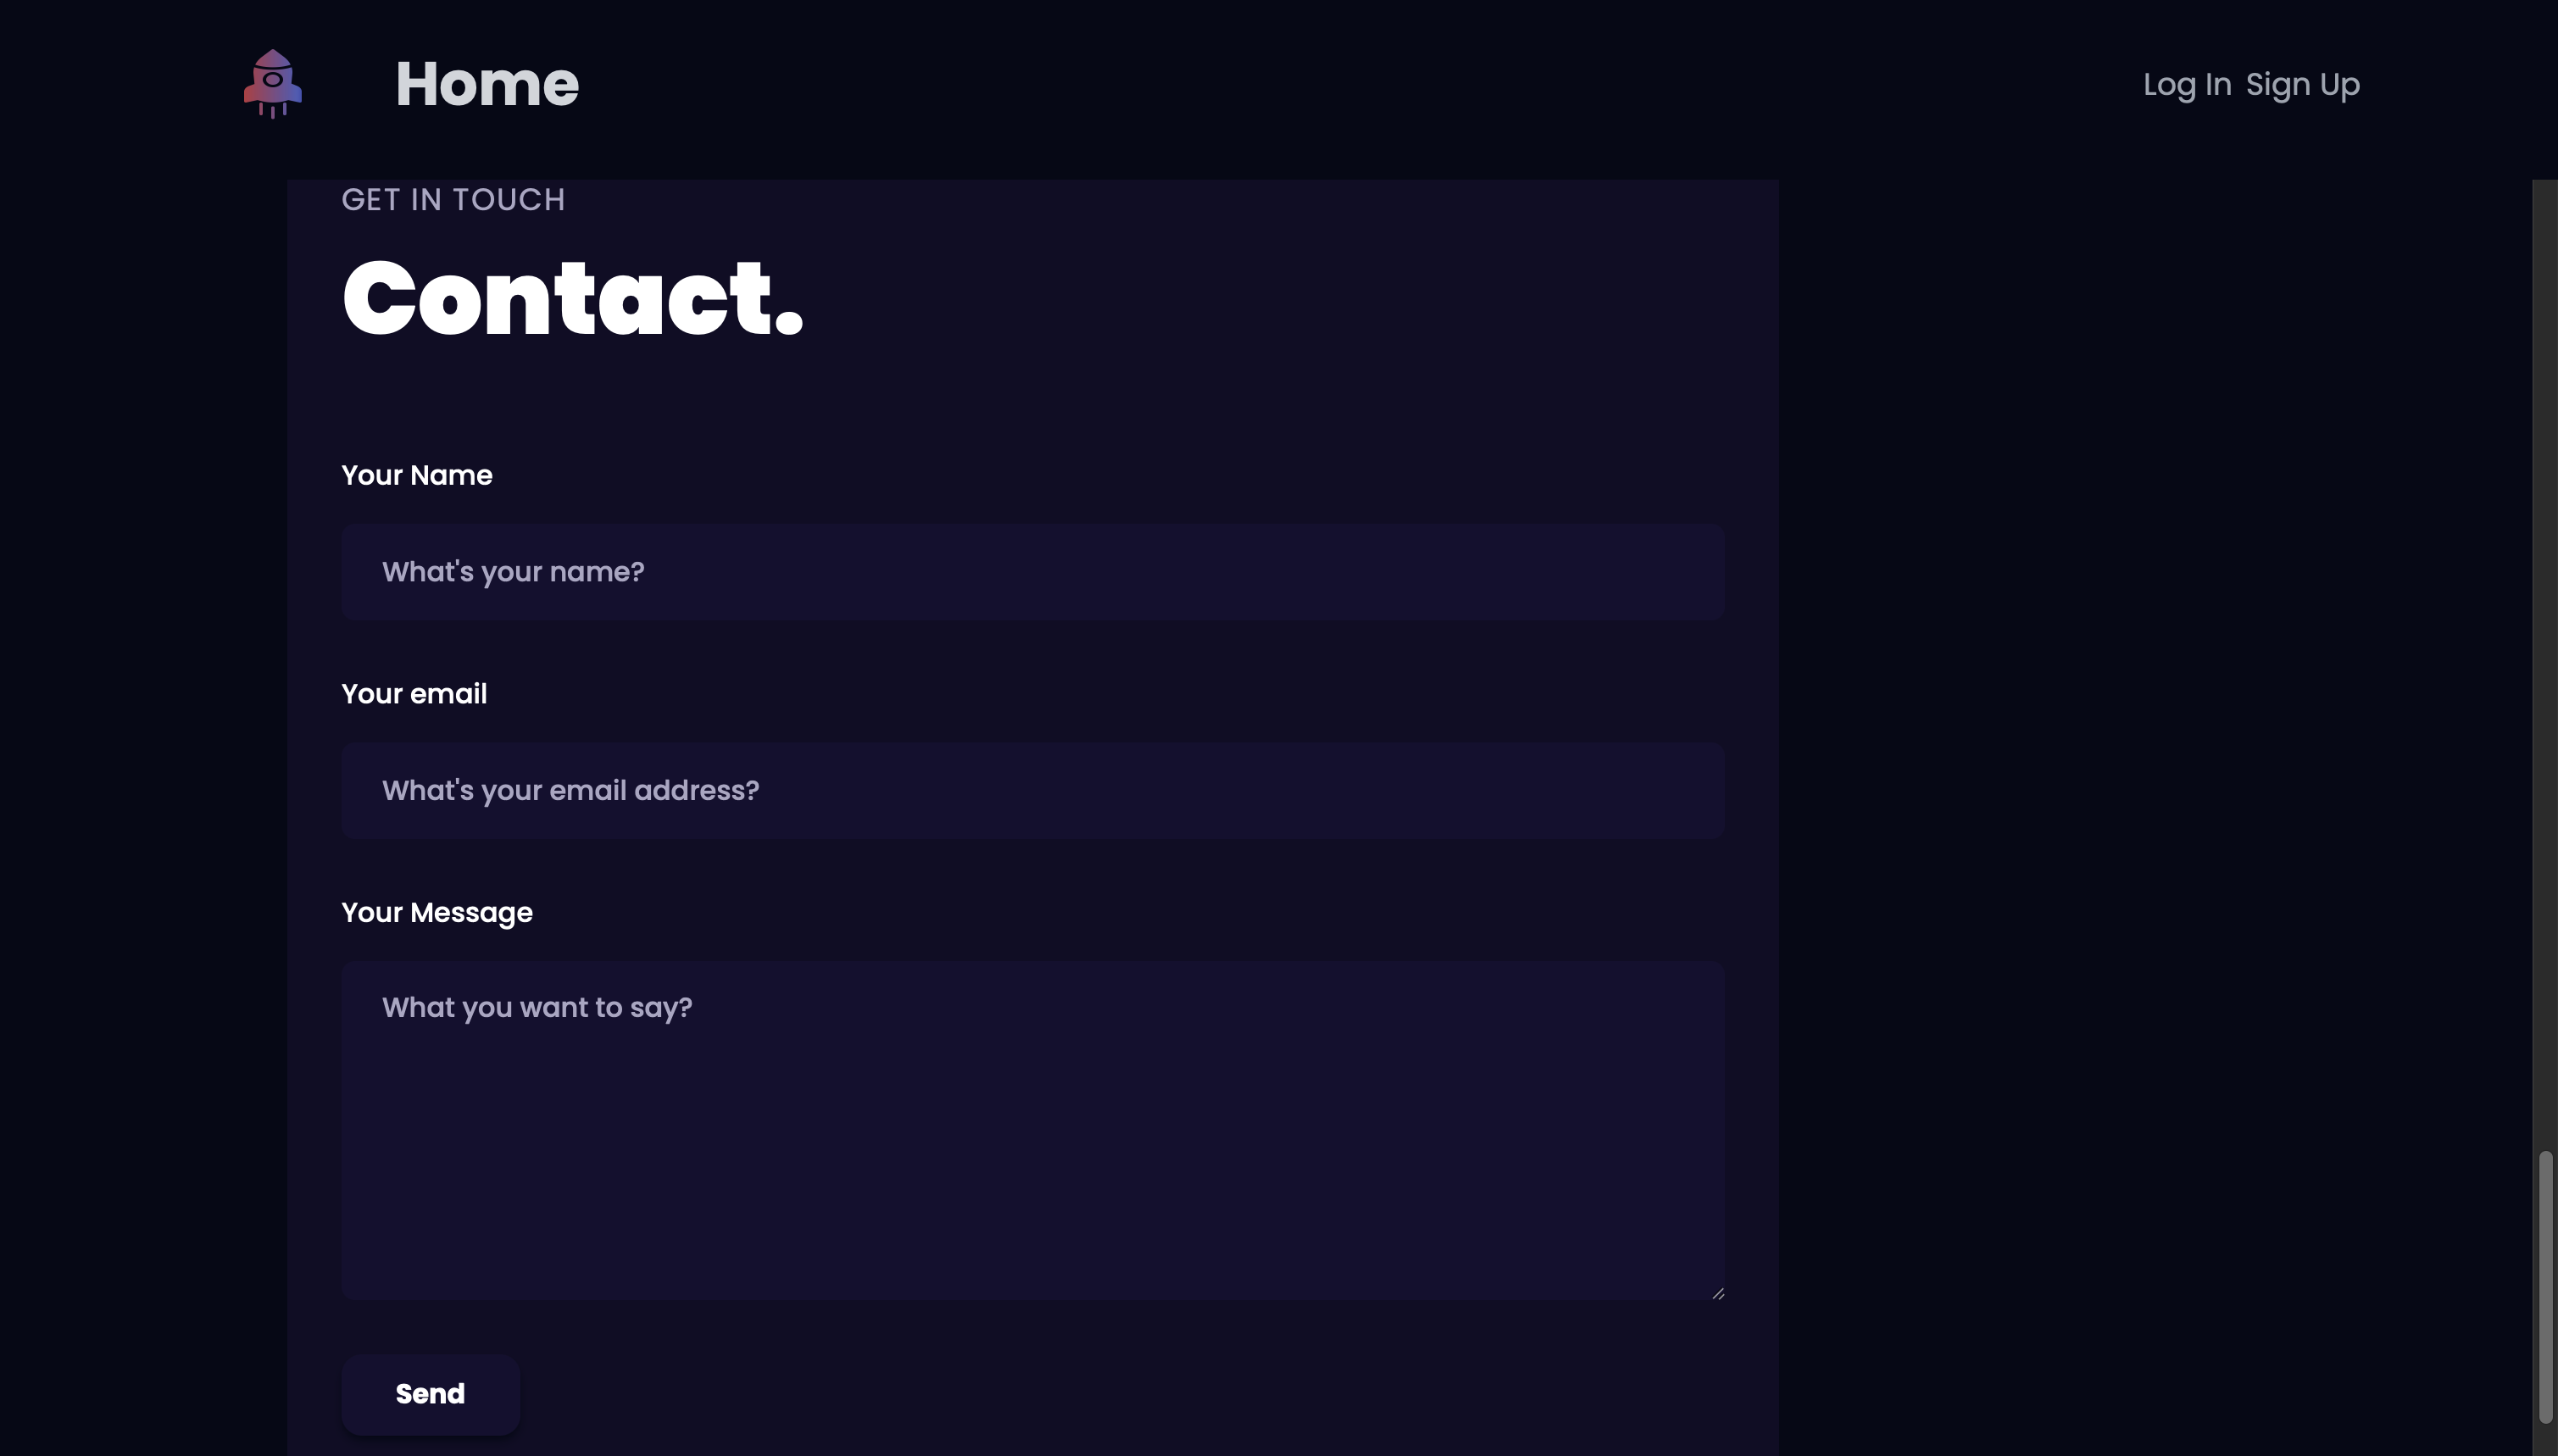 Home
Log In Sign Up
GET IN TOUCH
Contact.
Your Name
What's your name?
Your email
What's your email address?
Your Message
What you want to say?
Send